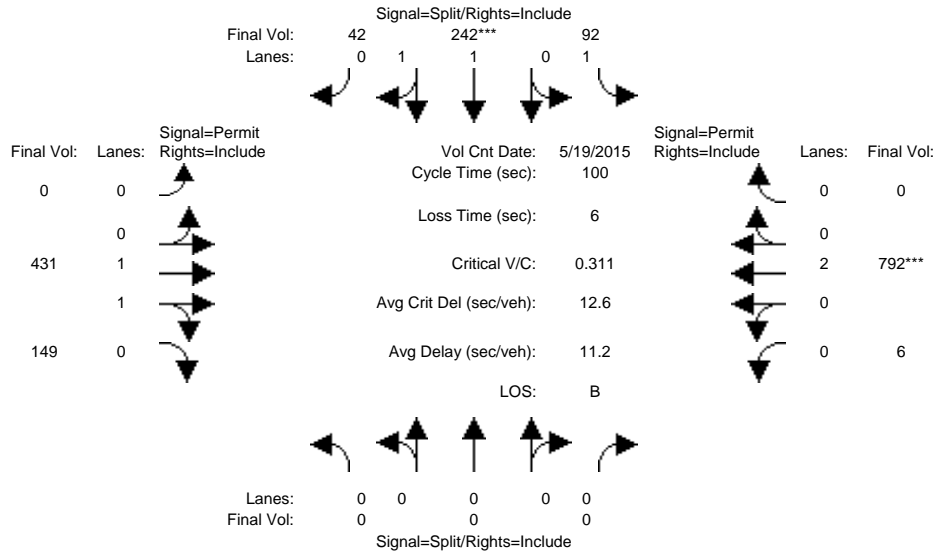 Signal=Split/Rights=Include
Final Vol: 42 242*** 92
Lanes: 0 1 1 0 1
Signal=Permit Signal=Permit
Final Vol: Lanes: Rights=Include Vol Cnt Date: 5/19/2015 Rights=Include Lanes: Final Vol:
Cycle Time (sec): 100
0 0 0 0
Loss Time (sec): 6
0 0
431 1 Critical V/C: 0.311 2 792***
1 Avg Crit Del (sec/veh): 12.6 0
149 0 Avg Delay (sec/veh): 11.2 0 6
LOS: B
Lanes: 0 0 0 0 0
Final Vol: 0 0 0
Signal=Split/Rights=Include